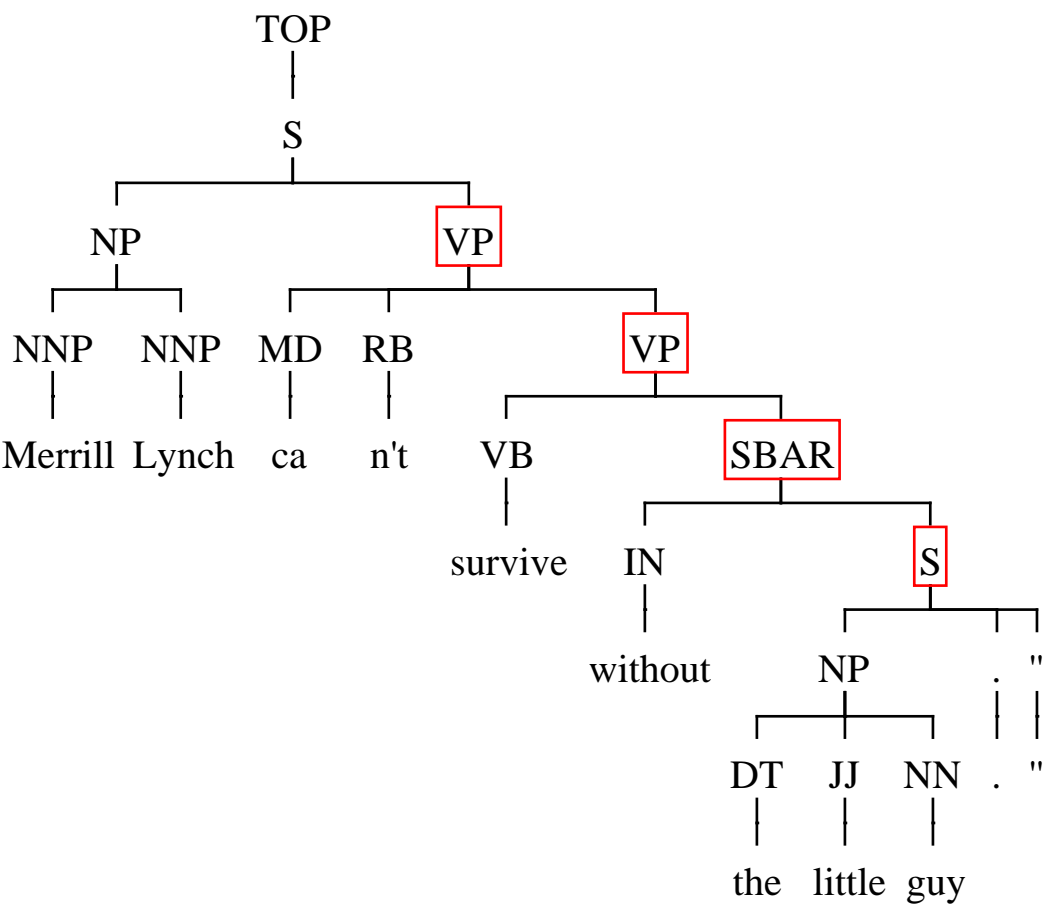 TOP
S
NP VP
NNP NNP MD RB VP
Merrill Lynch ca n't VB SBAR
survive IN S
without NP . "
DT JJ NN . "
the little guy